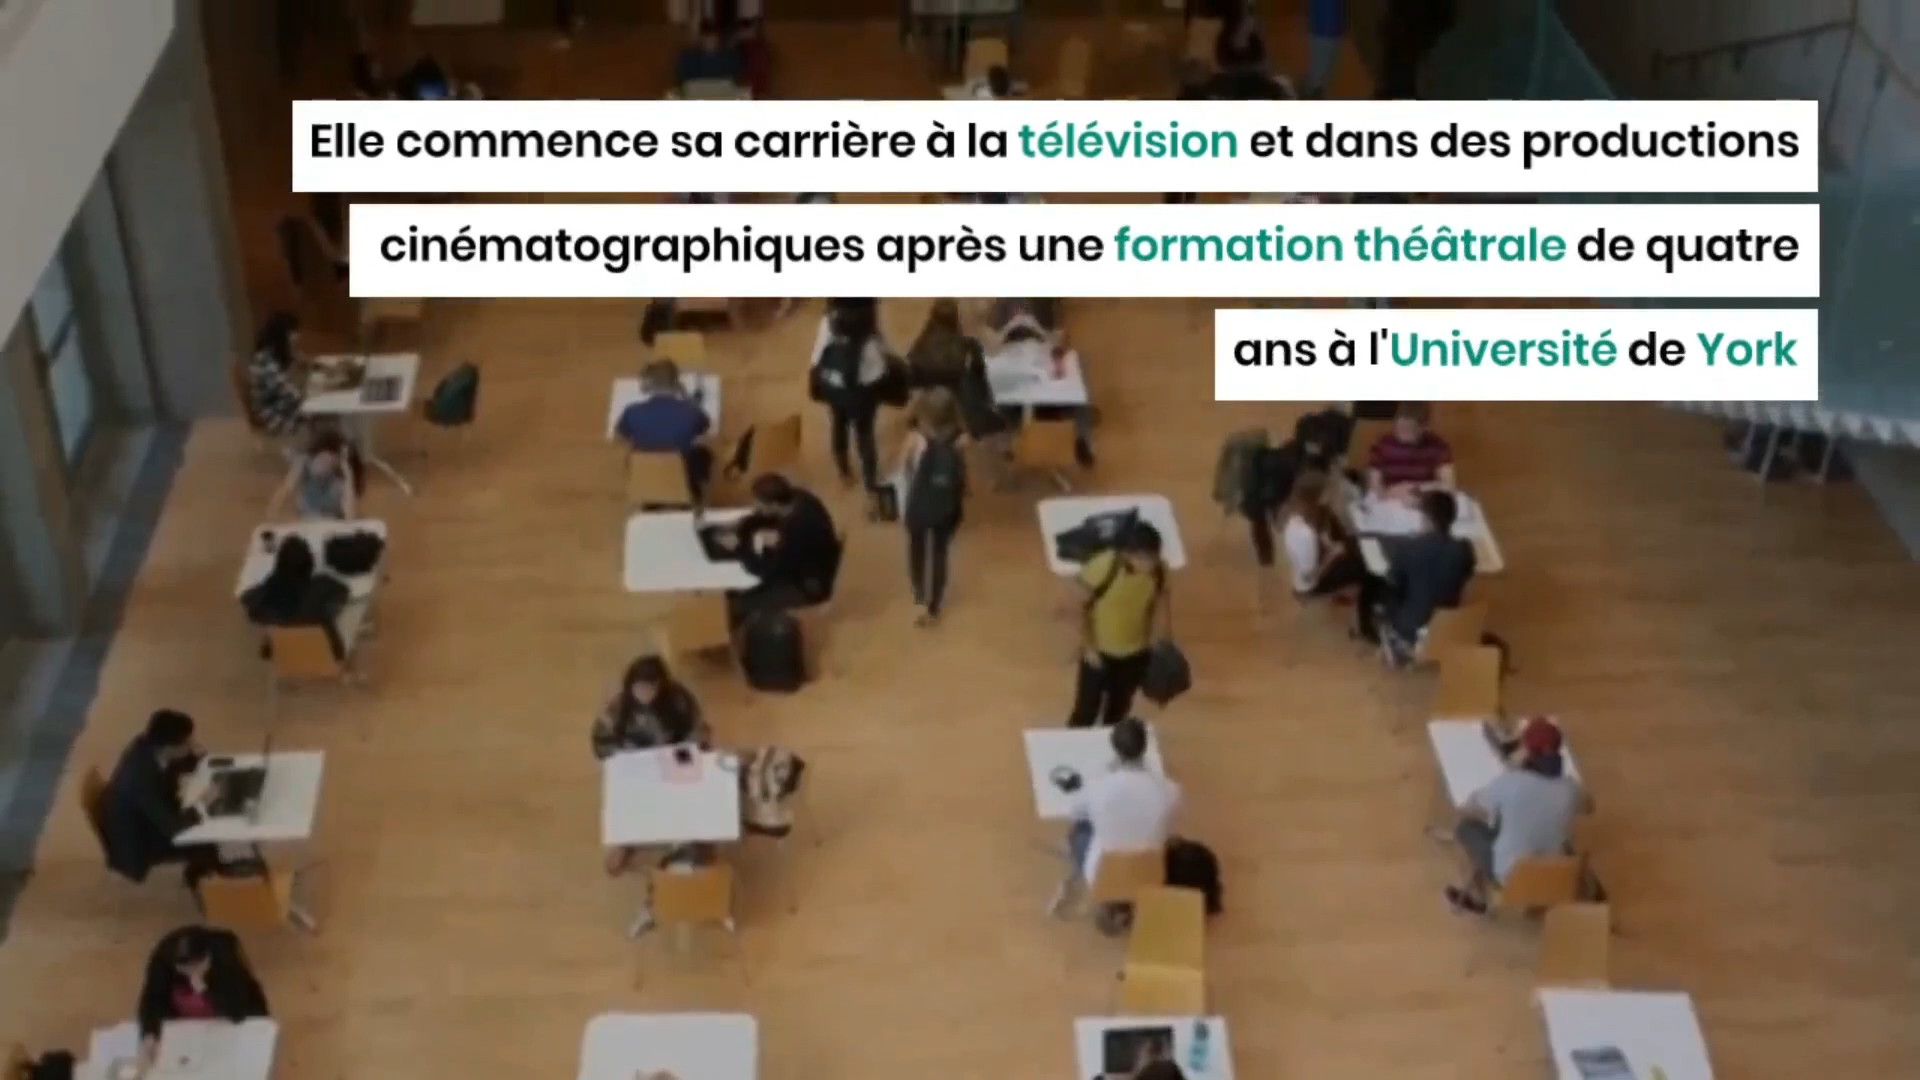 Elle commence sa carrière à la télévision et dans des productions
cinématographiques après une formation théâtrale de quatre
ans à l'Université de York